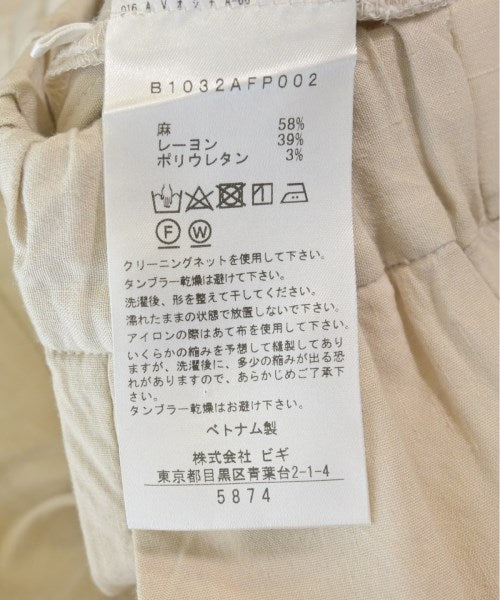 B1032AFP002
麻 58%
レーヨン 39%
ポリウレタン 3%
F W
クリーニングネットを使用して下さい。
タンブラー乾燥は避けて下さい。
洗濯後、形を整えて干してください。
濡れたままの状態で放置しないで下さい。
アイロンの際はあて布を使用して下さい。
いくらかの縮みを予想して縫製してあり
ますが、洗濯後に、多少の縮みが出る恐
れがありますので、あらかじめご了承下
さい。
タンブラー乾燥はお避け下さい。
ベトナム製
株式会社 ビギ
東京都目黒区青葉台2-1-4
5874